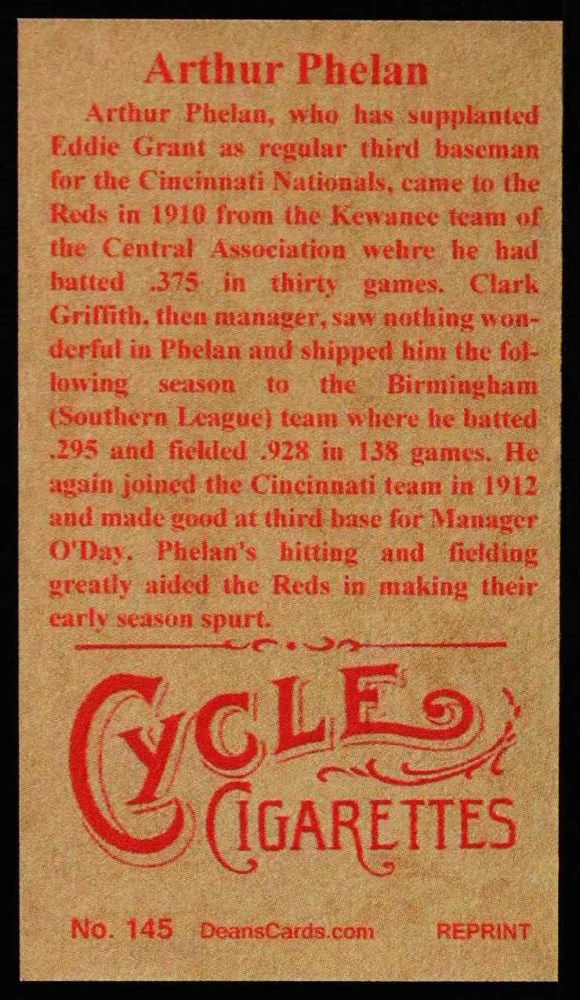 Arthur Phelan
Arthur Phelan, who has supplanted
Eddie Grant as regular third baseman
for the Cincinnati Nationals, came to the
Reds in 1910 from the Kewanee team of
the Central Association wehre he had
batted .375 in thirty games. Clark
Griffith, then manager, saw nothing won-
derful in Phelan and shipped him the fol-
lowing season to the Birmingham
(Southern League) team where he batted
.295 and fielded .928 in 138 games. He
again joined the Cincinnati team in 1912
and made good at third base for Manager
O'Day. Phelan's hitting and fielding
greatly aided the Reds in making their
early season spurt.
CYCLE
CIGARETTES
No. 145 DeansCards.com REPRINT